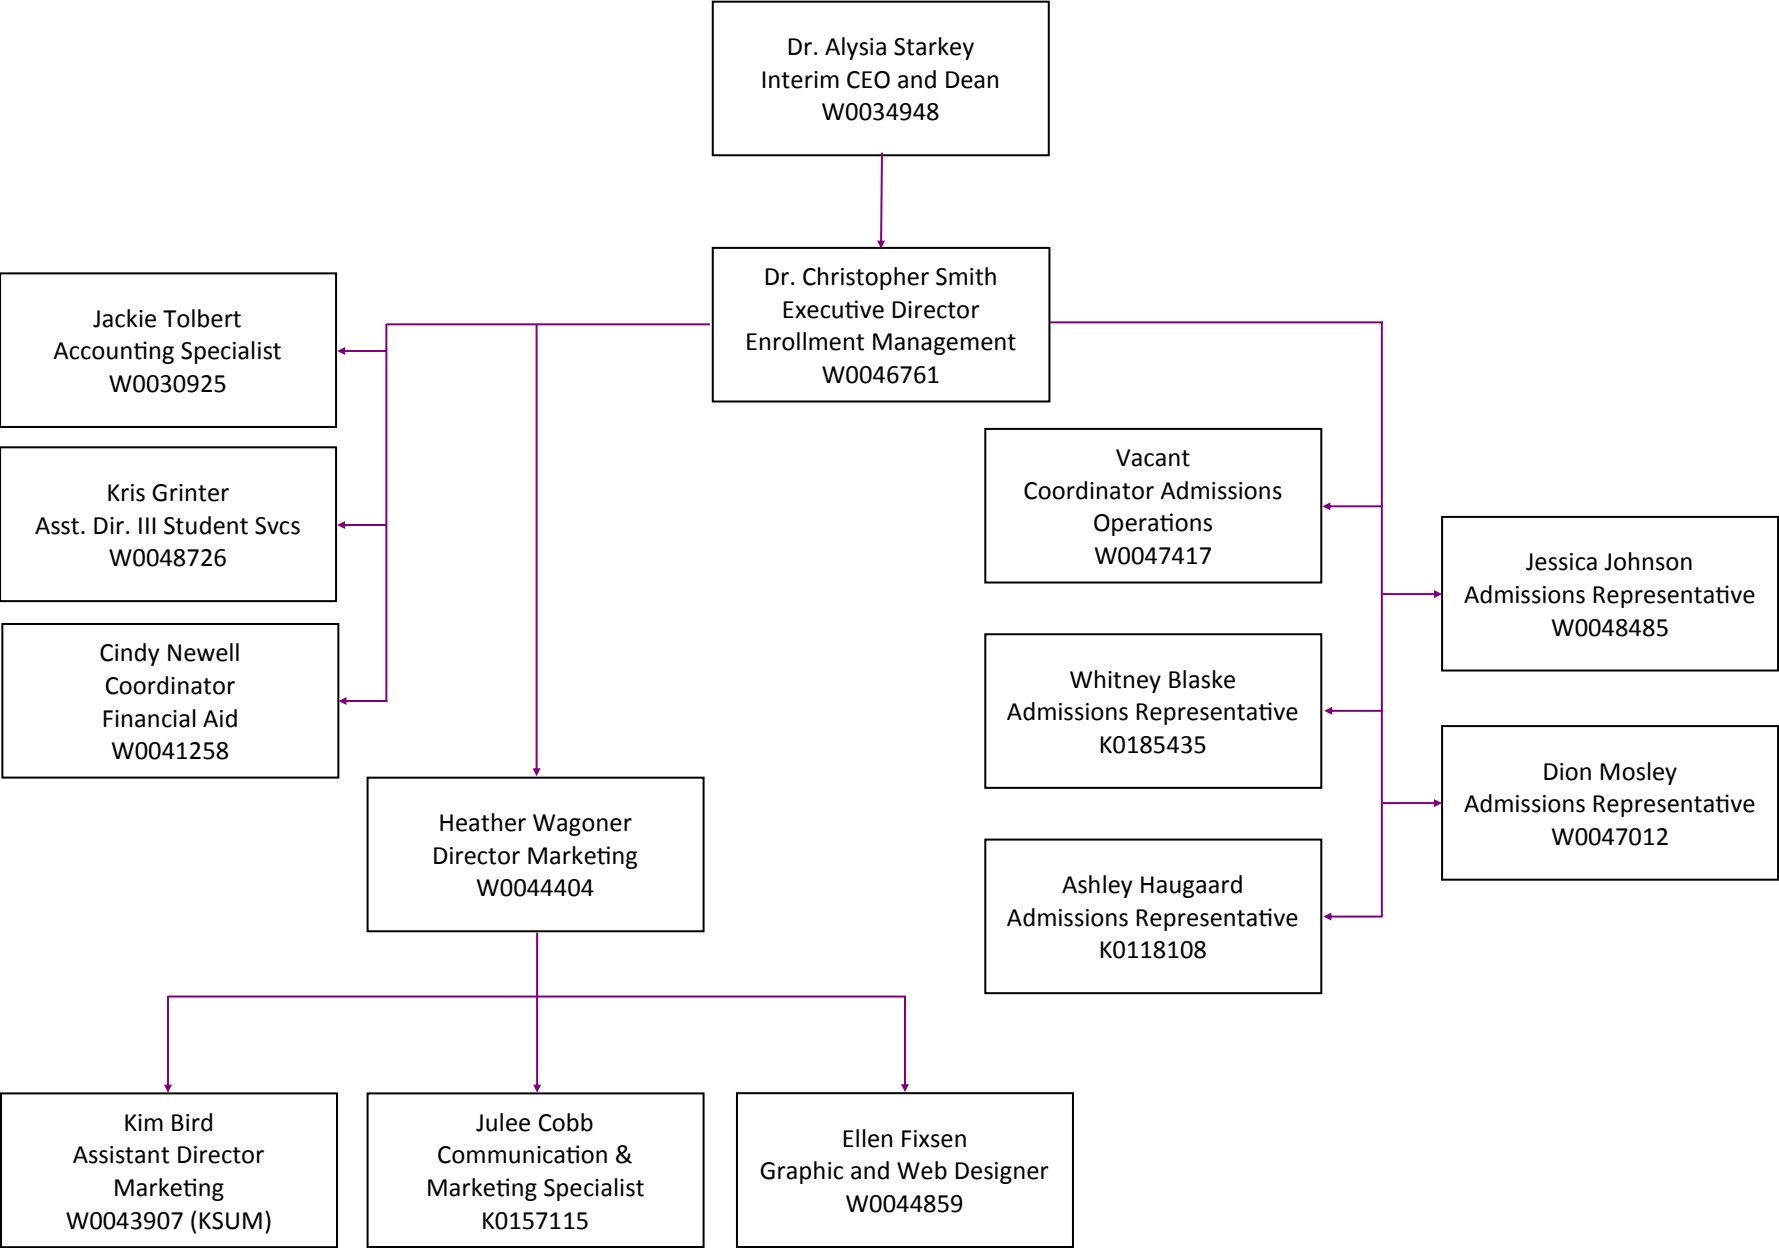 Dr. Alysia Starkey
Interim CEO and Dean
W0034948
Dr. Christopher Smith
Executive Director
Enrollment Management
W0046761
Jackie Tolbert
Accounting Specialist
W0030925
Kris Grinter
Asst. Dir. III Student Svcs
W0048726
Cindy Newell
Coordinator
Financial Aid
W0041258
Vacant
Coordinator Admissions
Operations
W0047417
Jessica Johnson
Admissions Representative
W0048485
Whitney Blaske
Admissions Representative
K0185435
Dion Mosley
Admissions Representative
W0047012
Heather Wagoner
Director Marketing
W0044404
Ashley Haugaard
Admissions Representative
K0118108
Kim Bird
Assistant Director
Marketing
W0043907 (KSUM)
Julee Cobb
Communication &
Marketing Specialist
K0157115
Ellen Fixsen
Graphic and Web Designer
W0044859